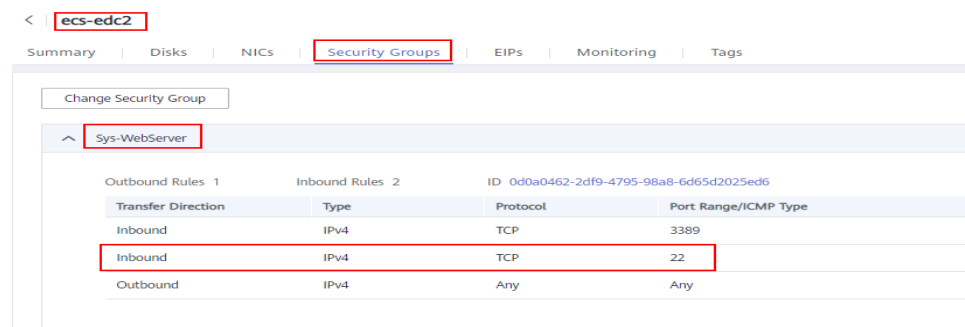 < ecs-edc2
Summary Disks NICs Security Groups EIPs Monitoring Tags
Change Security Group
Sys-WebServer
Outbound Rules 1 Inbound Rules 2 ID 0d0a0462-2df9-4795-98a8-6d65d2025ed6
Transfer Direction Type Protocol Port Range/ICMP Type
Inbound IPv4 TCP 3389
Inbound IPv4 TCP 22
Outbound IPv4 Any Any